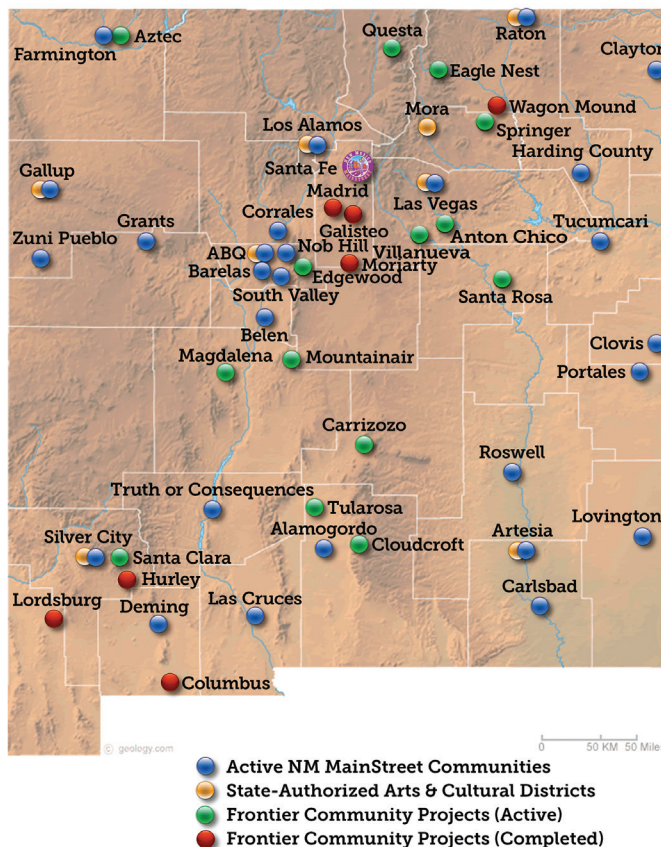 Questa
Raton
Farmington
Aztec
Clayton
Eagle Nest
Wagon Mound
Mora
Springer
Los Alamos
Harding County
Gallup
Santa Fe
Madrid
Las Vegas
Corrales
Galisteo
Tucumcari
Grants
Anton Chico
Zuni Pueblo
ABQ
Nob Hill
Villanueva
Barelas
Edgewood
Moriarty
South Valley
Santa Rosa
Belen
Clovis
Magdalena
Mountainair
Portales
Carrizozo
Roswell
Truth or Consequences
Tularosa
Lovington
Silver City
Alamogordo
Artesia
Santa Clara
Cloudcroft
Hurley
Carlsbad
Lordsburg
Deming
Las Cruces
Columbus
© geology.com
0 50 KM 50 Miles
Active NM MainStreet Communities
State-Authorized Arts & Cultural Districts
Frontier Community Projects (Active)
Frontier Community Projects (Completed)